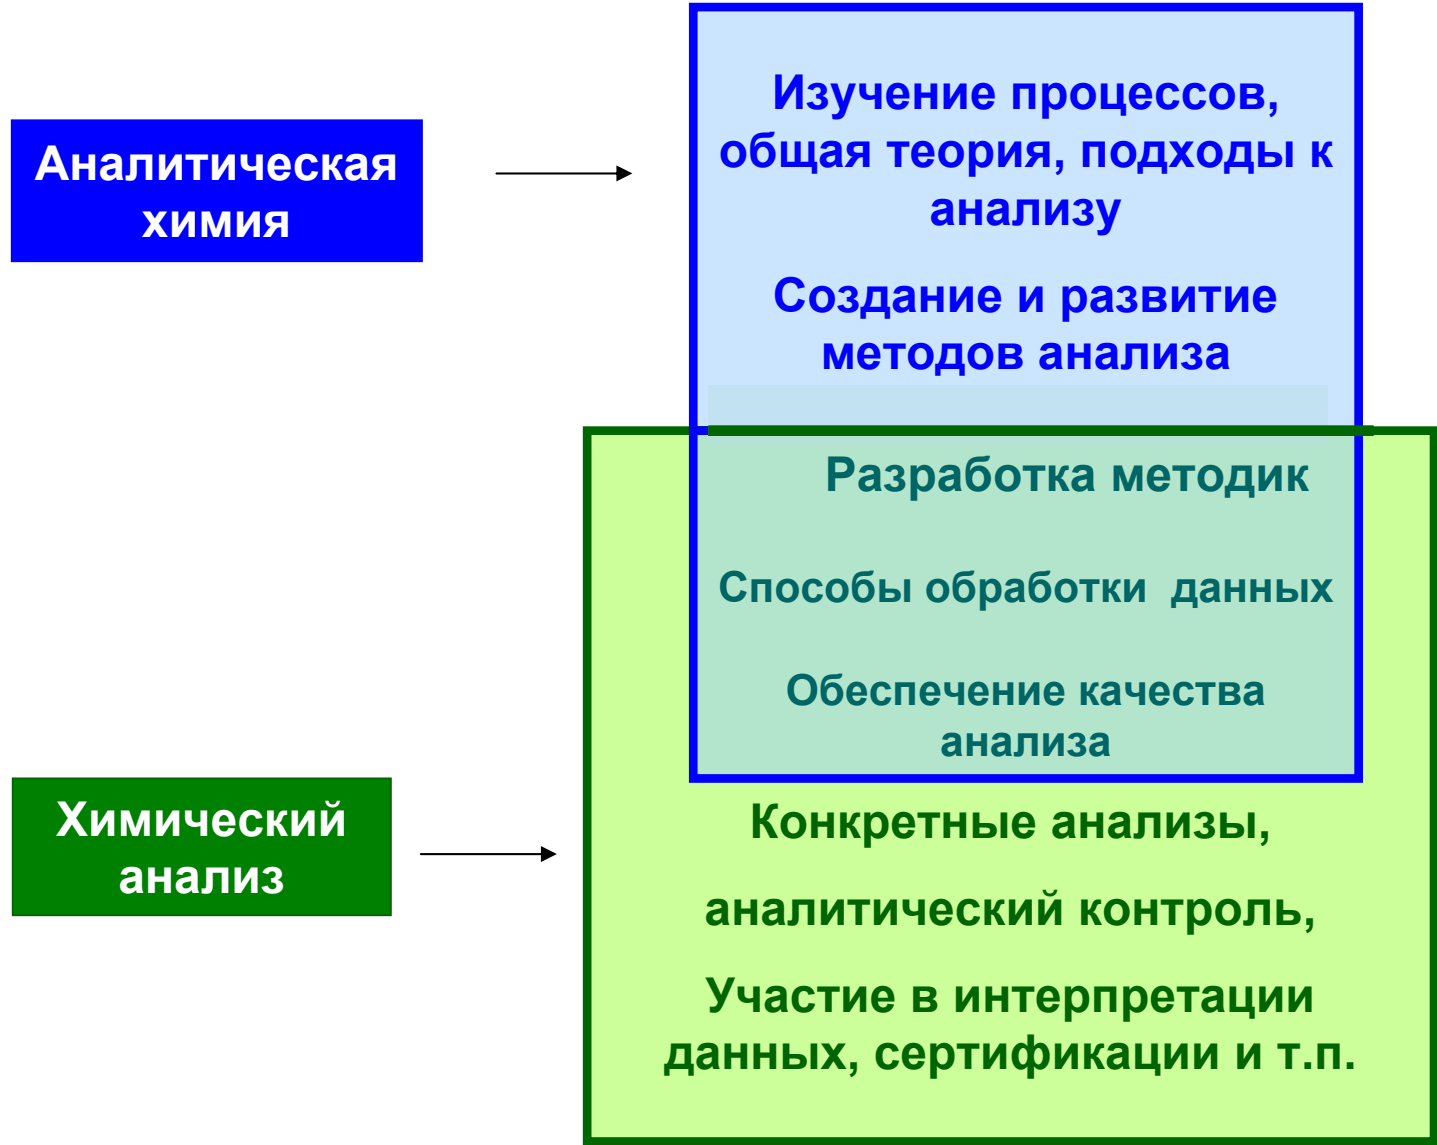 Изучение процессов,
общая теория, подходы к
анализу
Аналитическая
химия
Создание и развитие
методов анализа
Разработка методик
Способы обработки данных
Обеспечение качества
анализа
Химический
анализ
Конкретные анализы,
аналитический контроль,
Участие в интерпретации
данных, сертификации и т.п.